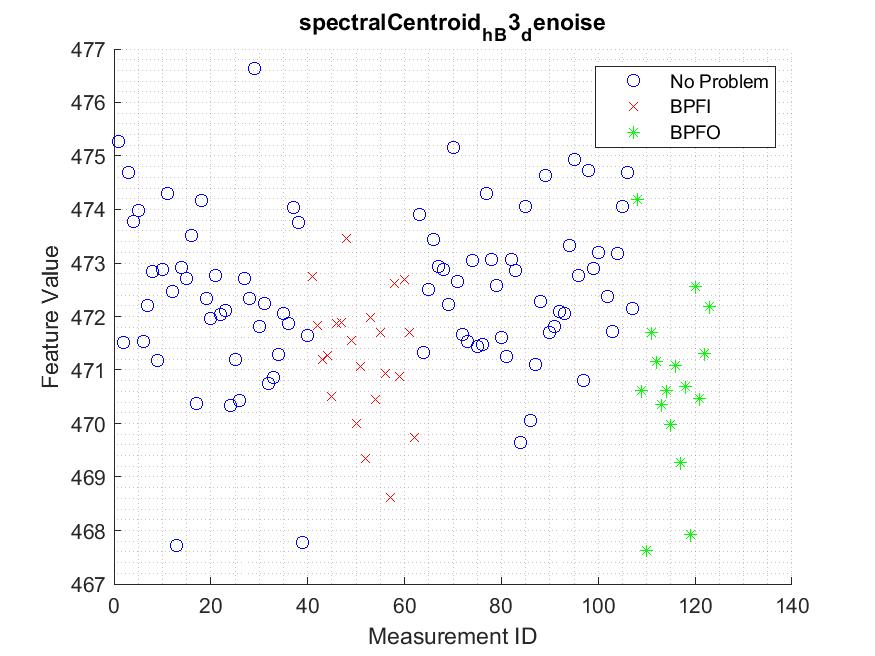 spectralCentroid_hB3_denoise
477
476
475
474
473
472
471
470
469
468
467
Feature Value
No Problem
BPFI
BPFO
0 20 40 60 80 100 120 140
Measurement ID